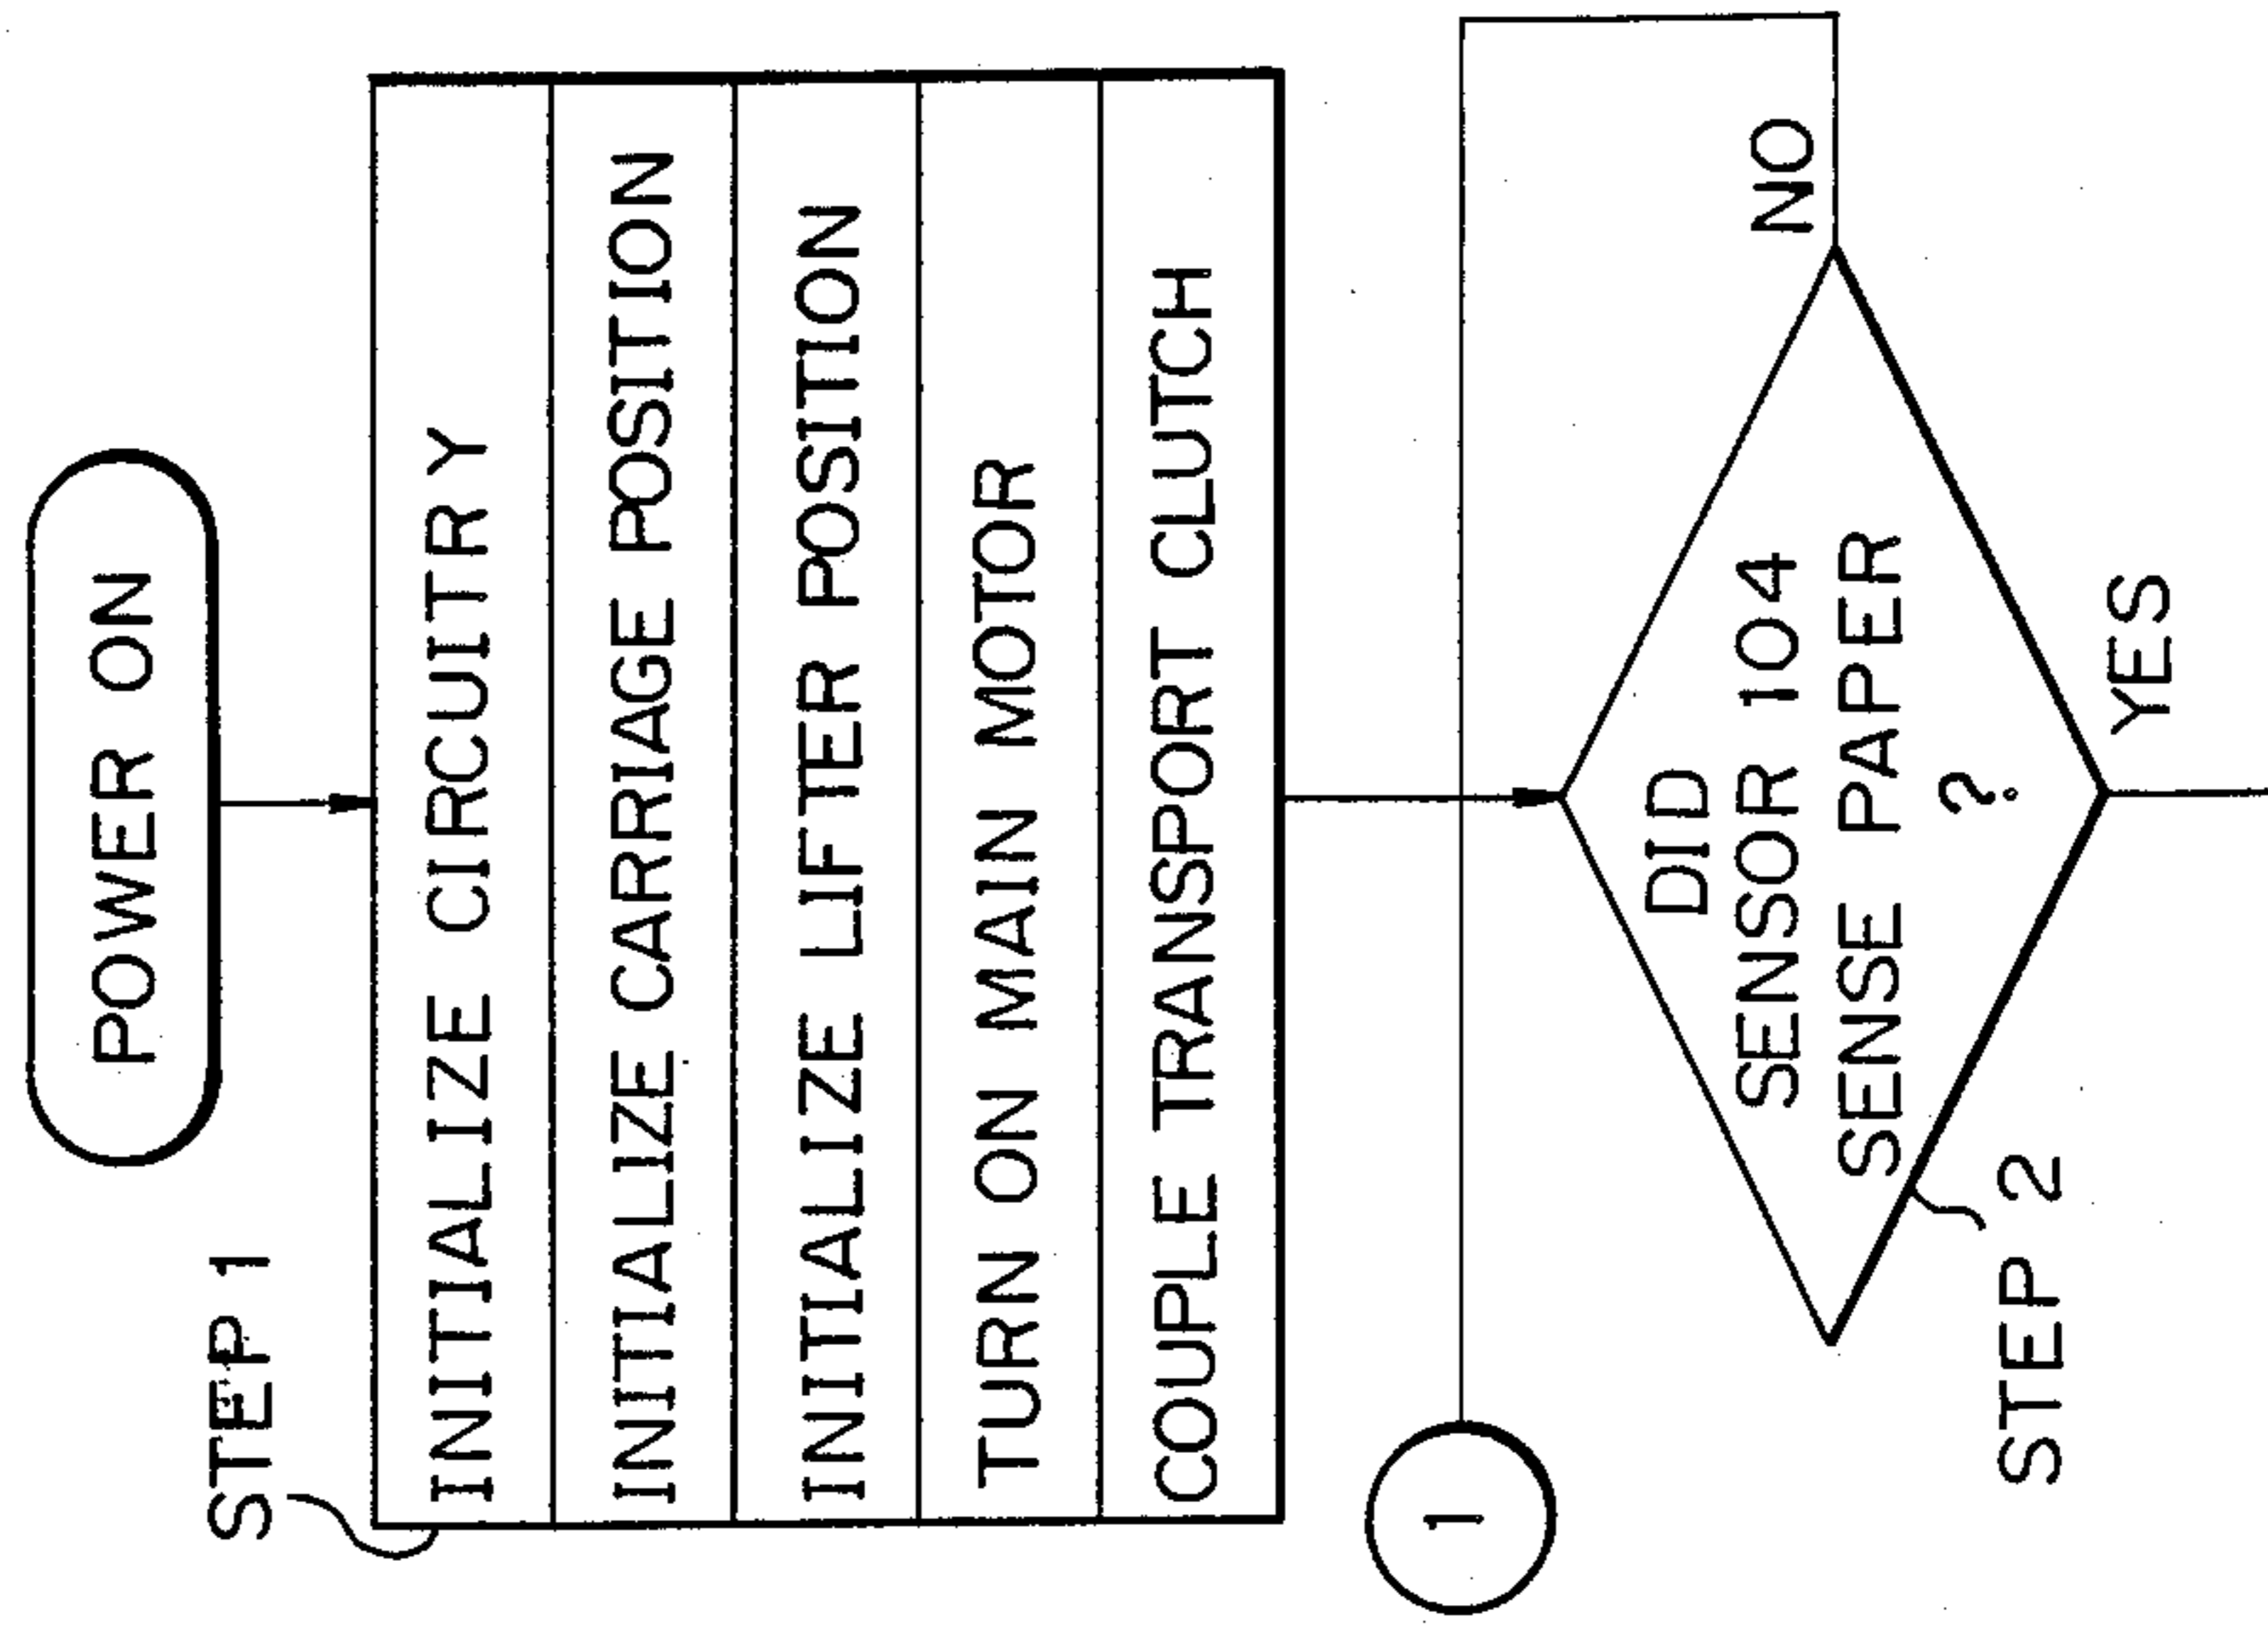 POWER ON
STEP 1
INITIALIZE CIRCUITRY
INITIALIZE CARRIAGE POSITION
INITIALIZE LIFTER POSITION
TURN ON MAIN MOTOR
COUPLE TRANSPORT CLUTCH
1
DID
SENSOR 104
SENSE PAPER
?
NO
STEP 2
YES